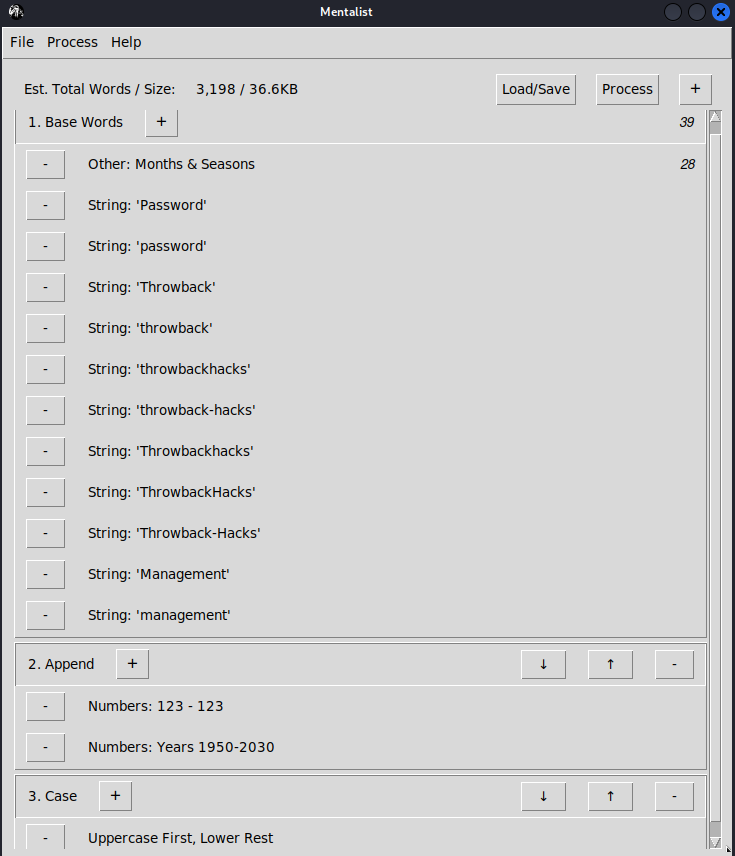 Mentalist
File Process Help
Est. Total Words / Size: 3,198 / 36.6KB Load/Save Process +
1. Base Words + 39
- Other: Months & Seasons 28
- String: 'Password'
- String: 'password'
- String: 'Throwback'
- String: 'throwback'
- String: 'throwbackhacks'
- String: 'throwback-hacks'
- String: 'Throwbackhacks'
- String: 'ThrowbackHacks'
- String: 'Throwback-Hacks'
- String: 'Management'
- String: 'management'
2. Append + ↓ ↑ -
- Numbers: 123 - 123
- Numbers: Years 1950-2030
3. Case + ↓ ↑ -
- Uppercase First, Lower Rest